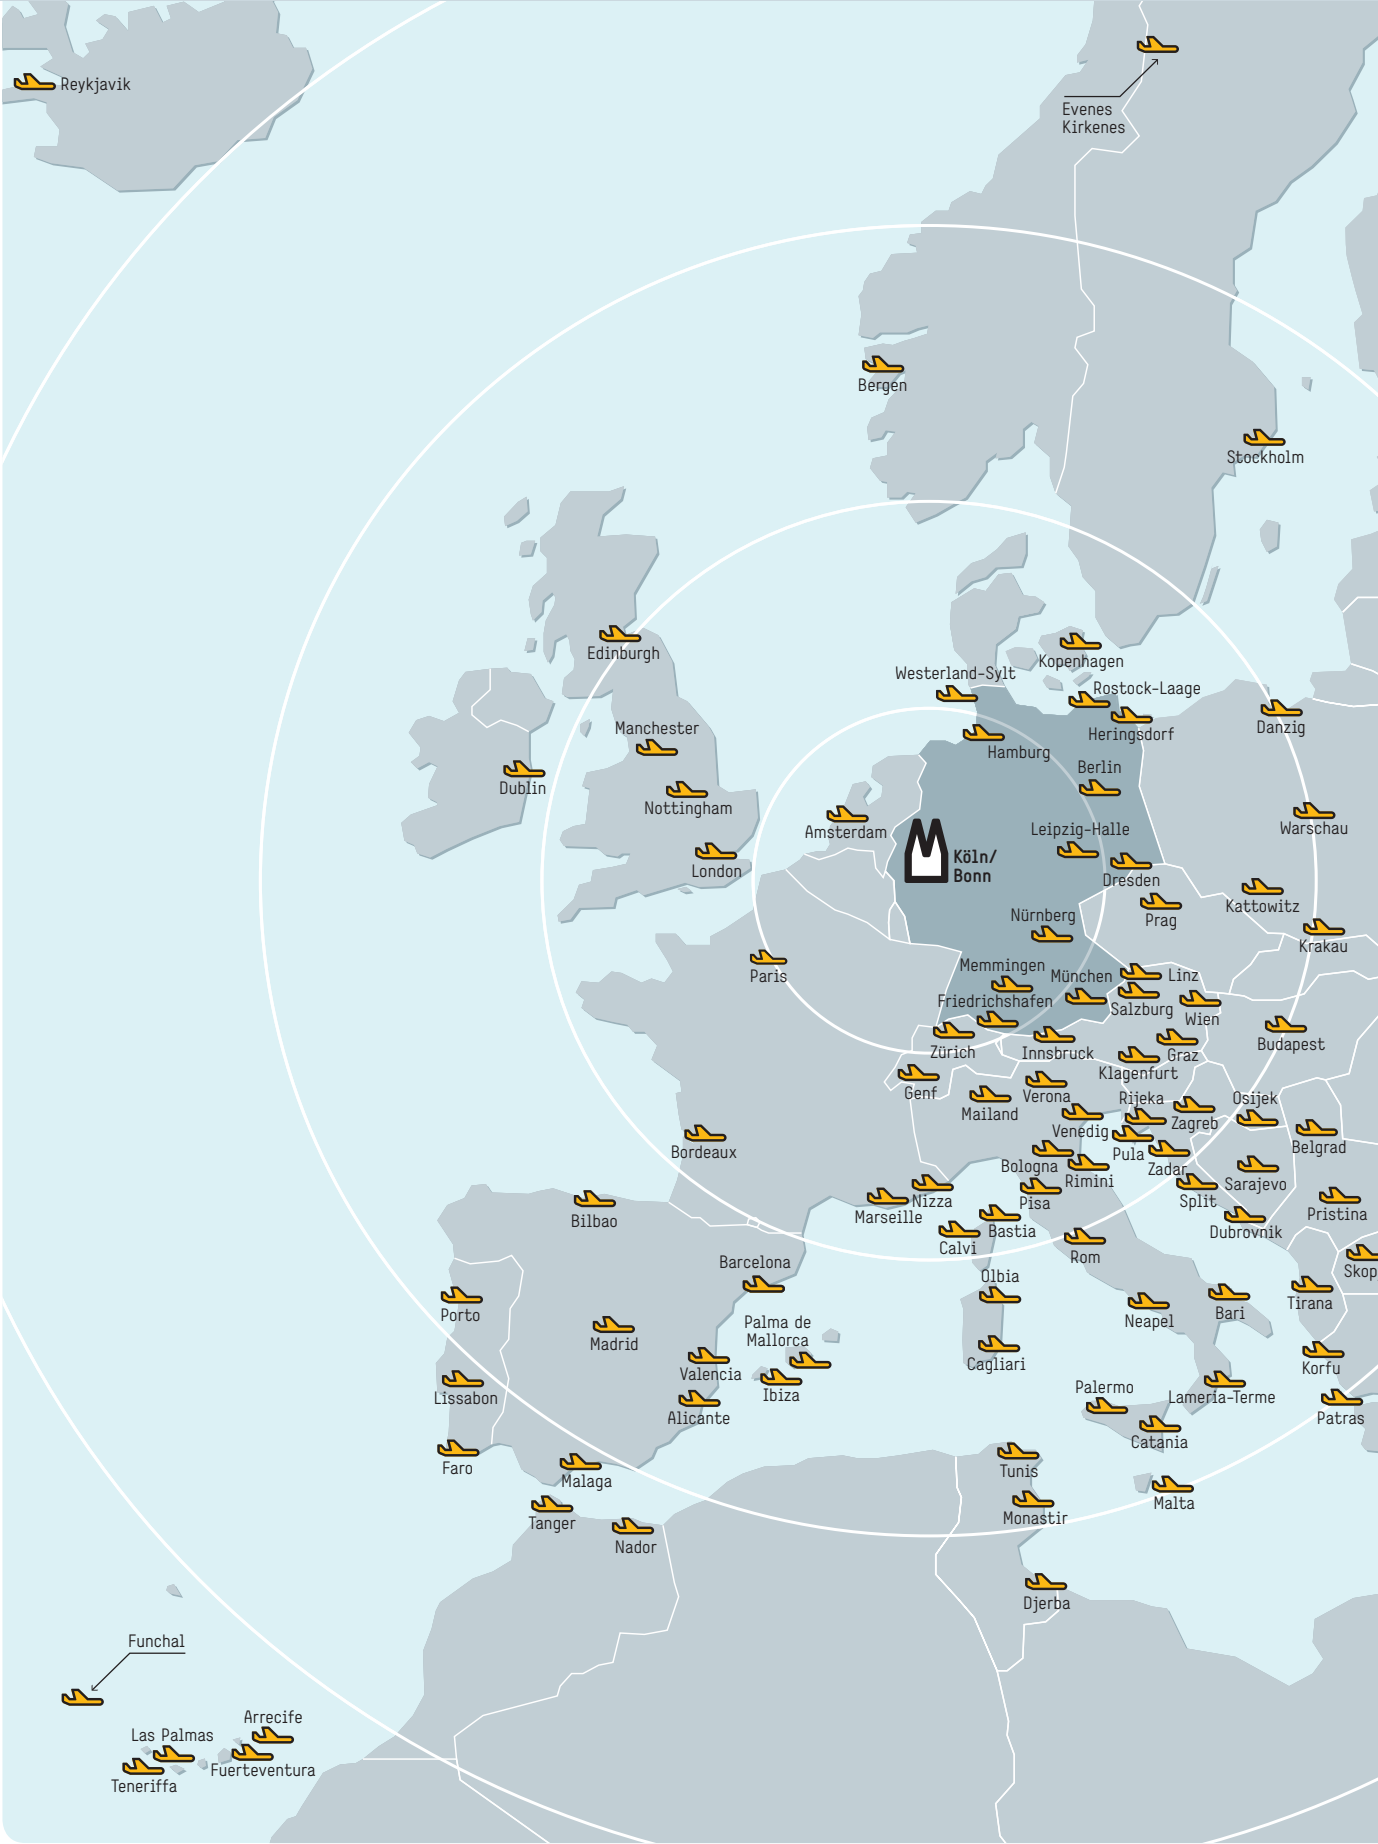 Reykjavik
Evenes
Kirkenes
Bergen
Stockholm
Edinburgh
Kopenhagen
Westerland-Sylt
Rostock-Laage
Manchester
Danzig
Heringsdorf
Hamburg
Dublin
Berlin
Nottingham
Amsterdam
Leipzig-Halle
Warschau
London
Köln/
Bonn
Dresden
Kattowitz
Nürnberg
Prag
Krakau
Paris
Memmingen
München
Linz
Friedrichshafen
Salzburg
Wien
Zürich
Innsbruck
Graz
Budapest
Klagenfurt
Genf
Verona
Mailand
Rijeka
Osijek
Venedig
Zagreb
Bordeaux
Pula
Belgrad
Bologna
Zadar
Rimini
Sarajevo
Nizza
Pisa
Split
Marseille
Pristina
Bilbao
Bastia
Dubrovnik
Calvi
Rom
Barcelona
Skop
Olbia
Porto
Tirana
Bari
Palma de
Mallorca
Neapel
Madrid
Cagliari
Korfu
Valencia
Ibiza
Palermo
Lissabon
Lameria-Terme
Alicante
Patras
Catania
Faro
Malaga
Tunis
Malta
Tanger
Monastir
Nador
Djerba
Funchal
Arrecife
Las Palmas
Fuerteventura
Teneriffa